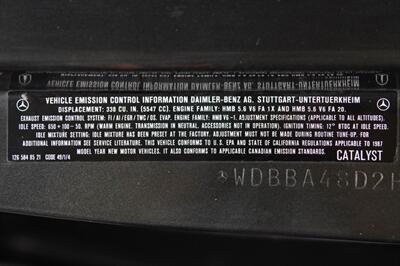 VEHICLE EMISSION CONTROL INFORMATION DAIMLER-BENZ AG. STUTTGART-UNTERTUERKHEIM
DISPLACEMENT: 338 CU. IN. (5547 CC). ENGINE FAMILY: HMB 5.6 V6 FA 1X AND HMB 5.6 V6 FA 20.
EXHAUST EMISSION CONTROL SYSTEM: FI/AI/EGR/TWC/OS. EVAP. ENGINE FAMILY: HMB V6-1. ADJUSTMENT SPECIFICATIONS AT ALL ALTITUDES:
IDLE SPEED: 650 +100-50. RPM (WARM ENGINE. TRANSMISSION IN NEUTRAL. ACCESSORIES NOT IN OPERATION). IGNITION TIMING: 12° BTDC AT IDLE SPEED.
IDLE MIXTURE SETTING: IDLE MIXTURE HAS BEEN PRESET AT THE FACTORY. ADJUSTMENT MUST NOT BE MADE DURING ROUTINE TUNE-UP. FOR
ADDITIONAL INFORMATION SEE SERVICE LITERATURE. THIS VEHICLE CONFORMS TO U.S. EPA AND STATE OF CALIFORNIA REGULATIONS APPLICABLE TO 1987
MODEL YEAR NEW MOTOR VEHICLES. IT ALSO CONFORMS TO APPLICABLE CANADIAN EMISSION STANDARDS.
126 584 85 21 CODE 49/1/4 CATALYST
WDBBA48D2H